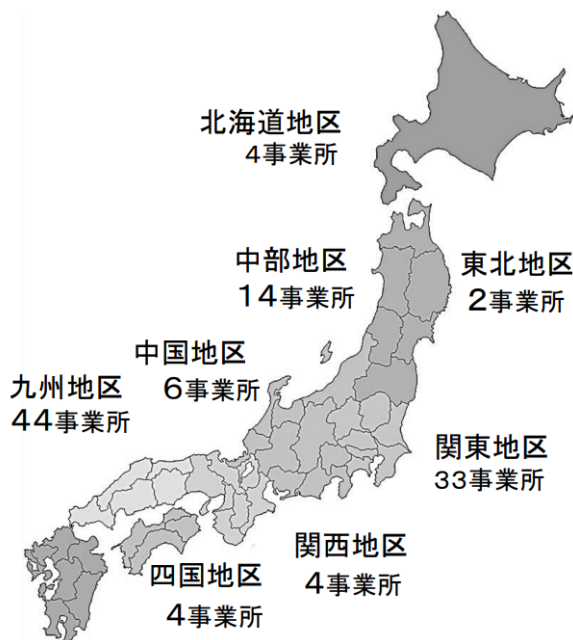 北海道地区
4事業所
中部地区
14事業所
東北地区
2事業所
中国地区
6事業所
九州地区
44事業所
関東地区
33事業所
関西地区
4事業所
四国地区
4事業所